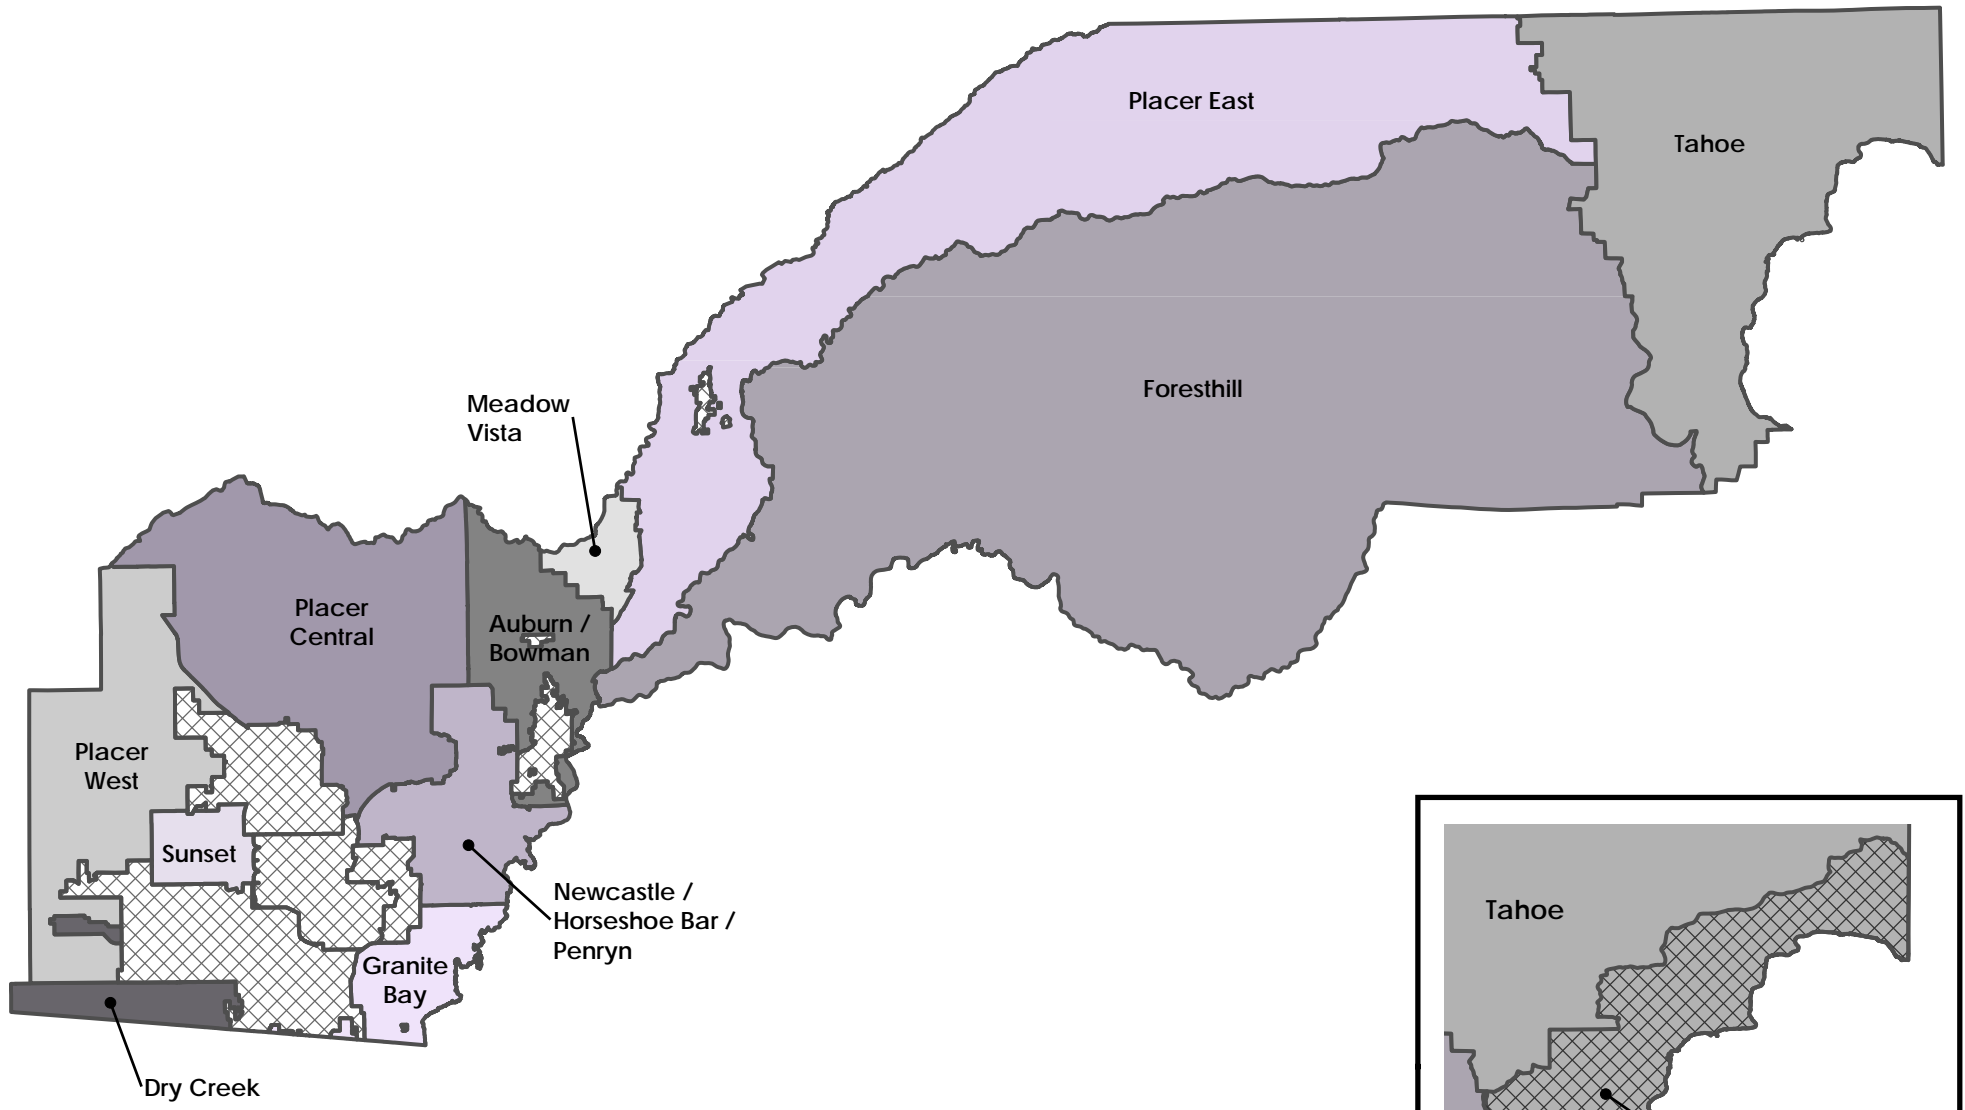 Placer East
Tahoe
Foresthill
Meadow
Vista
Placer
Central
Auburn /
Bowman
Placer
West
Sunset
Newcastle /
Horseshoe Bar /
Penryn
Granite
Bay
Dry Creek
Tahoe